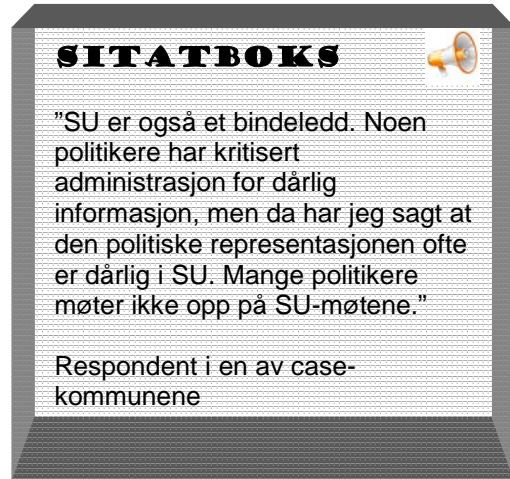 SITATBOKS
”SU er også et bindeledd. Noen
politikere har kritisert
administrasjon for dårlig
informasjon, men da har jeg sagt at
den politiske representasjonen ofte
er dårlig i SU. Mange politikere
møter ikke opp på SU-møtene.”
Respondent i en av case-
kommunene